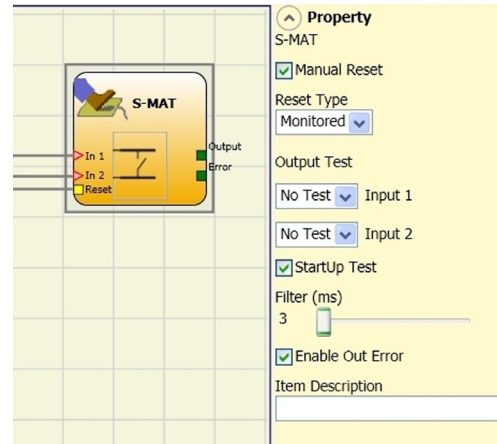 S-MAT
In 1
In 2
Reset
Output
Error
Property
S-MAT
Manual Reset
Reset Type
Monitored
Output Test
No Test Input 1
No Test Input 2
StartUp Test
Filter (ms)
3
Enable Out Error
Item Description